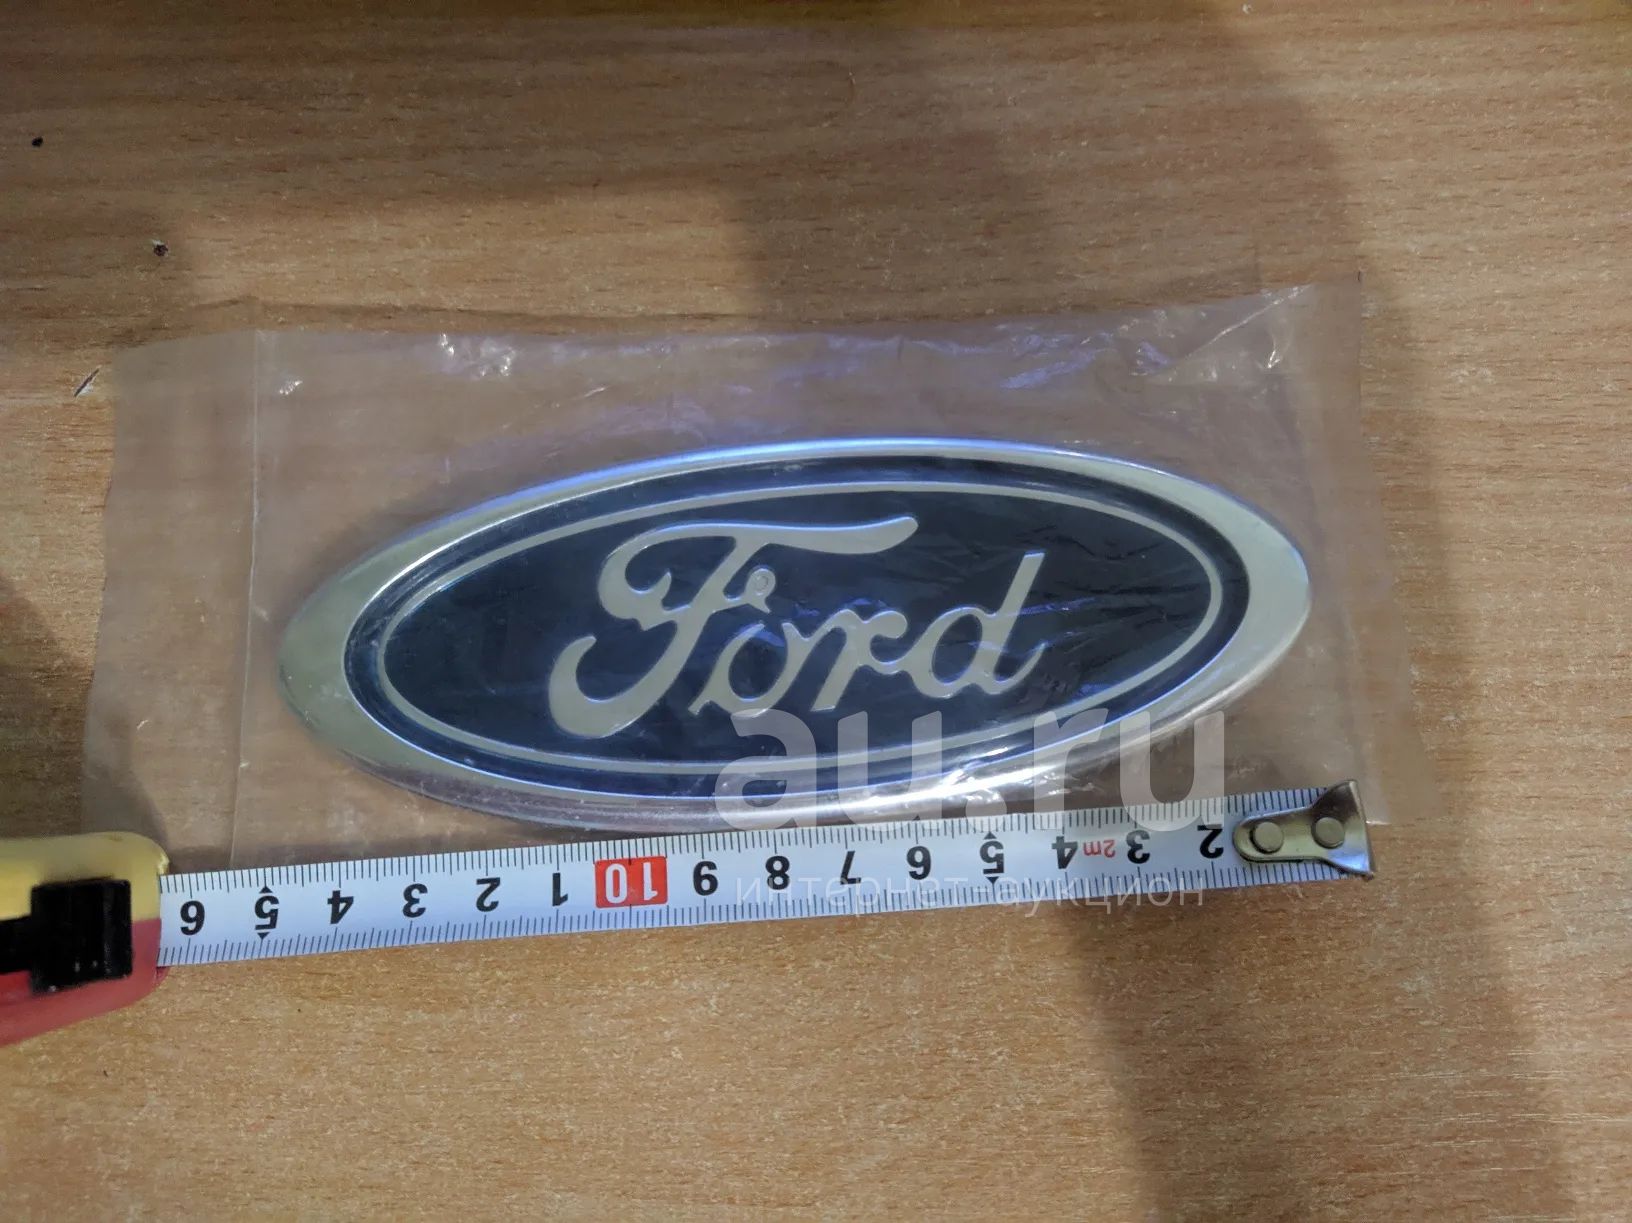 Ford
au.ru
интернет-аукцион
6 5 4 3 2 1 10 9 8 7 6 5 4 2m 3 2